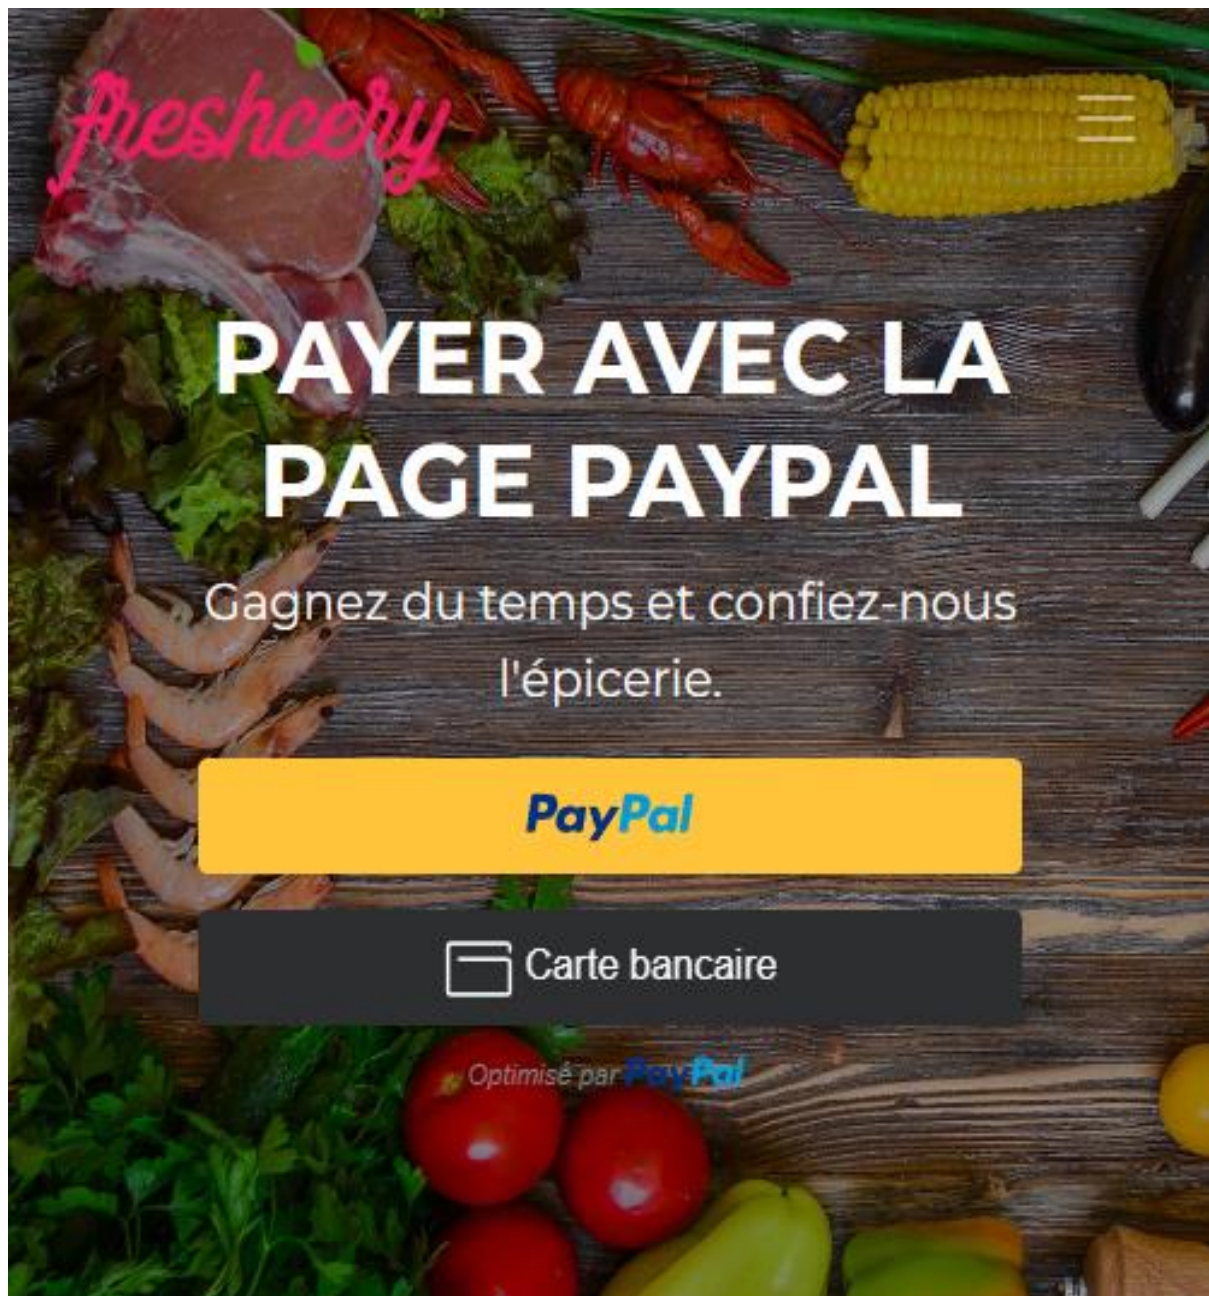 freshcery
PAYER AVEC LA
PAGE PAYPAL
Gagnez du temps et confiez-nous
l'épicerie.
PayPal
Carte bancaire
Optimisé par PayPal